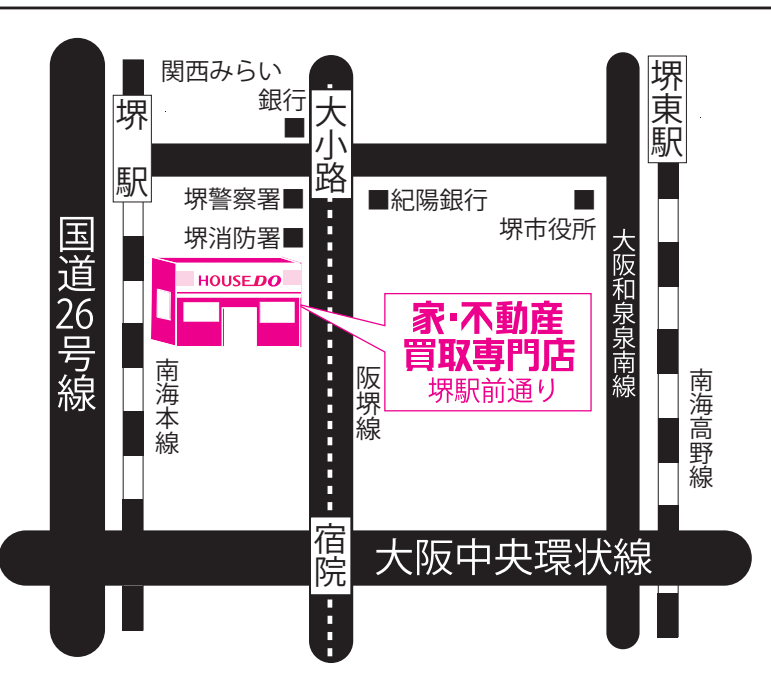 関西みらい
銀行
堺駅
大小路
堺東駅
堺警察署
紀陽銀行
堺市役所
堺消防署
国道26号線
HOUSEDO
家・不動産
買取専門店
堺駅前通り
大阪和泉泉南線
南海本線
阪堺線
南海高野線
宿院
大阪中央環状線